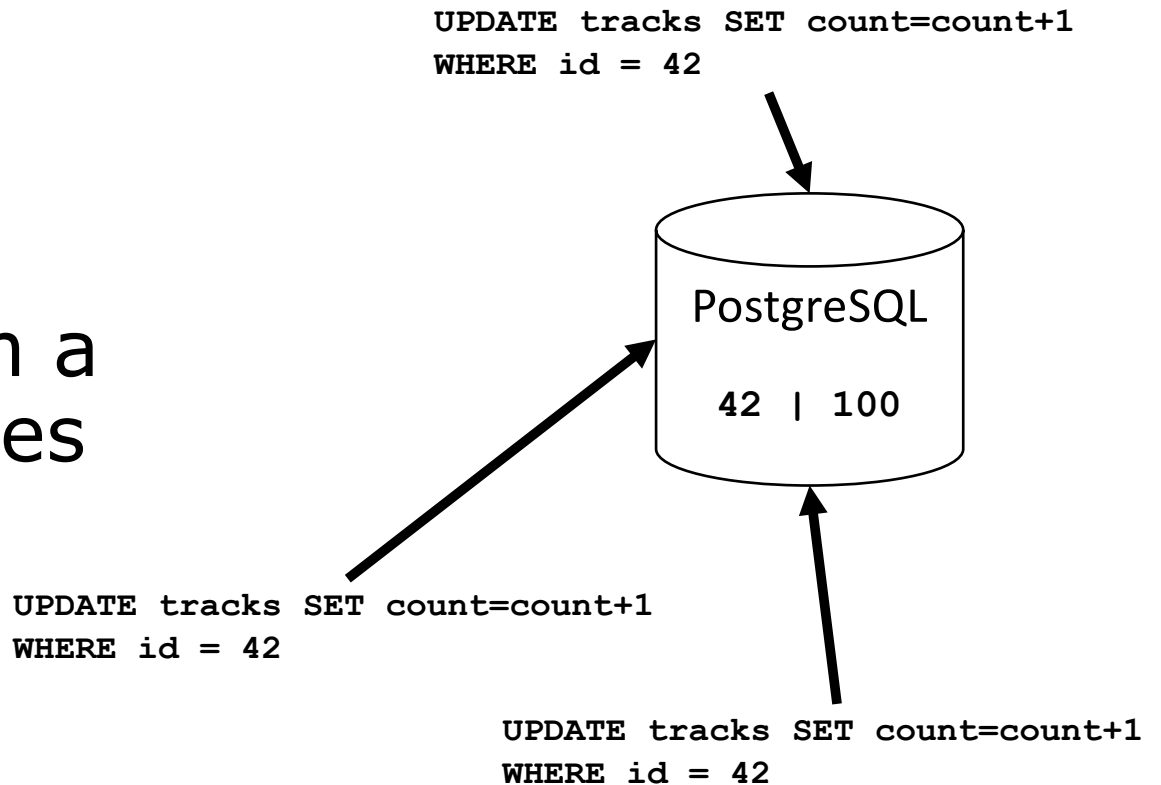 UPDATE tracks SET count=count+1
WHERE id = 42
PostgreSQL
42 | 100
a
UPDATE tracks SET count=count+1
WHERE id = 42
UPDATE tracks SET count=count+1
WHERE id = 42